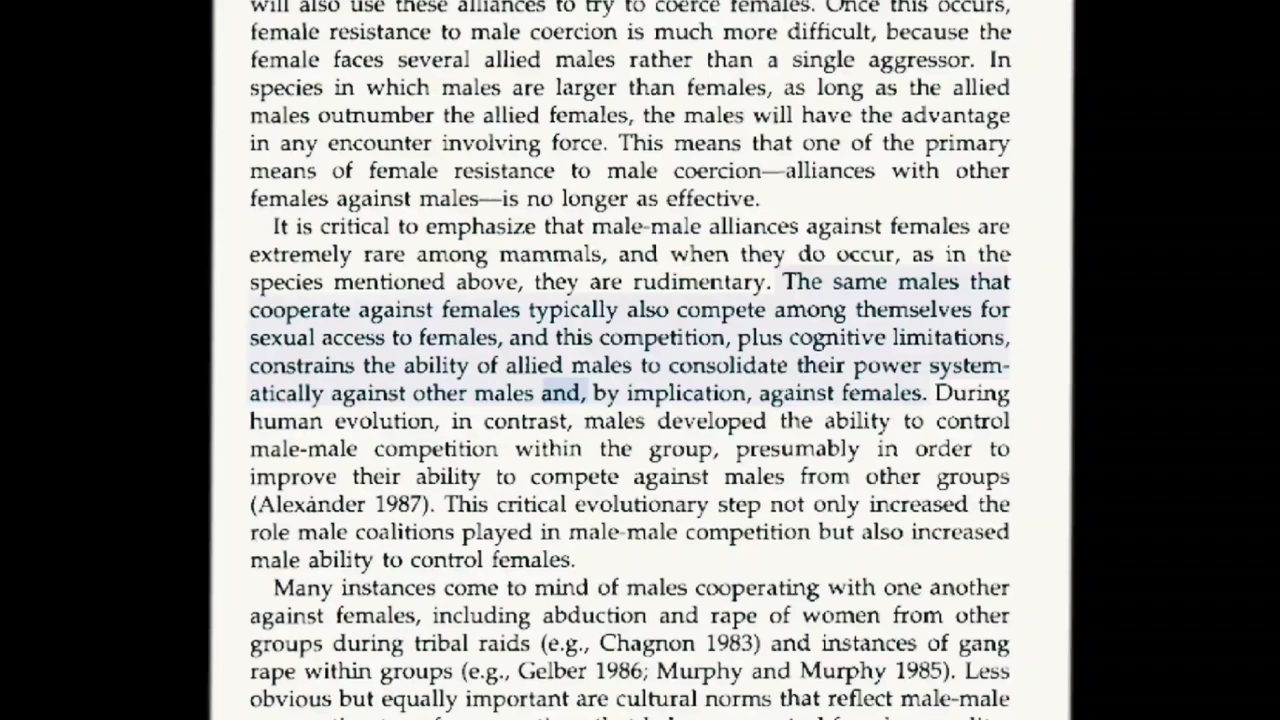 will also use these alliances to try to coerce females. Once this occurs,
female resistance to male coercion is much more difficult, because the
female faces several allied males rather than a single aggressor. In
species in which males are larger than females, as long as the allied
males outnumber the allied females, the males will have the advantage
in any encounter involving force. This means that one of the primary
means of female resistance to male coercion—alliances with other
females against males—is no longer as effective.
It is critical to emphasize that male-male alliances against females are
extremely rare among mammals, and when they do occur, as in the
species mentioned above, they are rudimentary. The same males that
cooperate against females typically also compete among themselves for
sexual access to females, and this competition, plus cognitive limitations,
constrains the ability of allied males to consolidate their power system-
atically against other males and, by implication, against females. During
human evolution, in contrast, males developed the ability to control
male-male competition within the group, presumably in order to
improve their ability to compete against males from other groups
(Alexander 1987). This critical evolutionary step not only increased the
role male coalitions played in male-male competition but also increased
male ability to control females.
Many instances come to mind of males cooperating with one another
against females, including abduction and rape of women from other
groups during tribal raids (e.g., Chagnon 1983) and instances of gang
rape within groups (e.g., Gelber 1986; Murphy and Murphy 1985). Less
obvious but equally important are cultural norms that reflect male-male